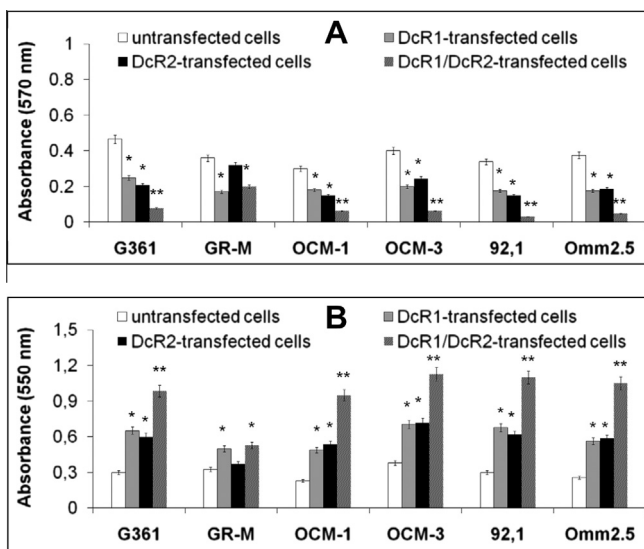 A
untransfected cells DcR1-transfected cells
DcR2-transfected cells DcR1/DcR2-transfected cells
Absorbance (570 nm)
1
0.8
0.6
0.4
0.2
0
* * **
* *
* * **
* * **
* * **
* * **
G361 GR-M OCM-1 OCM-3 92,1 Omm2.5
B
untransfected cells DcR1-transfected cells
DcR2-transfected cells DcR1/DcR2-transfected cells
Absorbance (550 nm)
1,5
1,2
0,9
0,6
0,3
0
* * **
* *
* * **
* * **
* * **
* * **
G361 GR-M OCM-1 OCM-3 92,1 Omm2.5